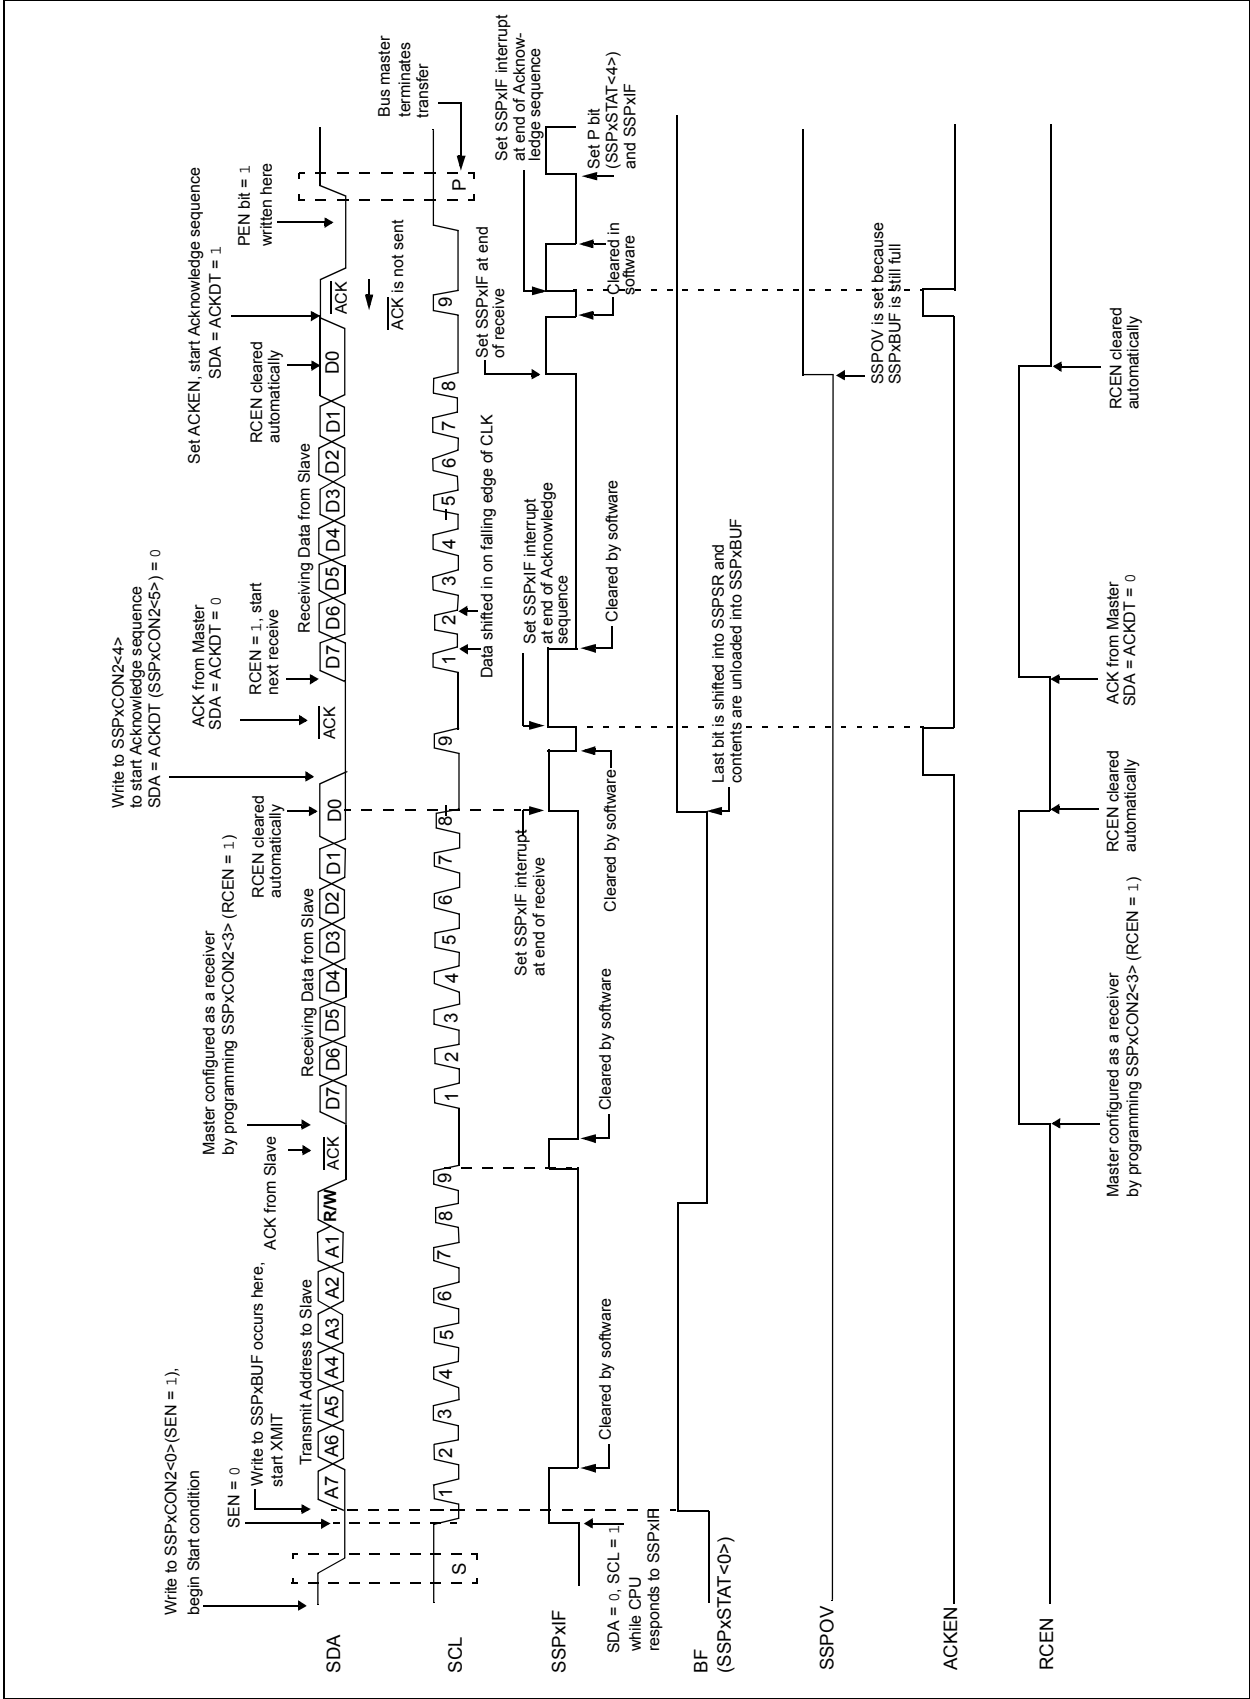 Write to SSPxCON2<0>(SEN = 1),
begin Start condition
SEN = 0
Write to SSPxBUF occurs here,
start XMIT
ACK from Slave
Master configured as a receiver
by programming SSPxCON2<3> (RCEN = 1)
RCEN cleared
automatically
Write to SSPxCON2<4>
to start Acknowledge sequence
SDA = ACKDT (SSPxCON2<5>) = 0
ACK from Master
SDA = ACKDT = 0
RCEN = 1, start
next receive
RCEN cleared
automatically
Set ACKEN, start Acknowledge sequence
SDA = ACKDT = 1
PEN bit = 1
written here
Transmit Address to Slave
Receiving Data from Slave
Receiving Data from Slave
SDA
A7 A6 A5 A4 A3 A2 A1 R/W ACK D7 D6 D5 D4 D3 D2 D1 D0 ACK D7 D6 D5 D4 D3 D2 D1 D0 ACK
ACK is not sent
Bus master
terminates
transfer
SCL
S 1 2 3 4 5 6 7 8 9 1 2 3 4 5 6 7 8 9 1 2 3 4 5 6 7 8 9 P
Data shifted in on falling edge of CLK
Set SSPxIF interrupt
at end of receive
Set SSPxIF interrupt
at end of Acknowledge
sequence
Set SSPxIF at end
of receive
Set SSPxIF interrupt
at end of Acknow-
ledge sequence
SSPxIF
SDA = 0, SCL = 1
while CPU
responds to SSPxIF
Cleared by software
Cleared by software
Cleared by software
Cleared by software
Cleared in
software
Set P bit
(SSPxSTAT<4>)
and SSPxIF
BF
(SSPxSTAT<0>)
Last bit is shifted into SSPSR and
contents are unloaded into SSPxBUF
SSPOV
SSPOV is set because
SSPxBUF is still full
ACKEN
RCEN
Master configured as a receiver
by programming SSPxCON2<3> (RCEN = 1)
RCEN cleared
automatically
ACK from Master
SDA = ACKDT = 0
RCEN cleared
automatically